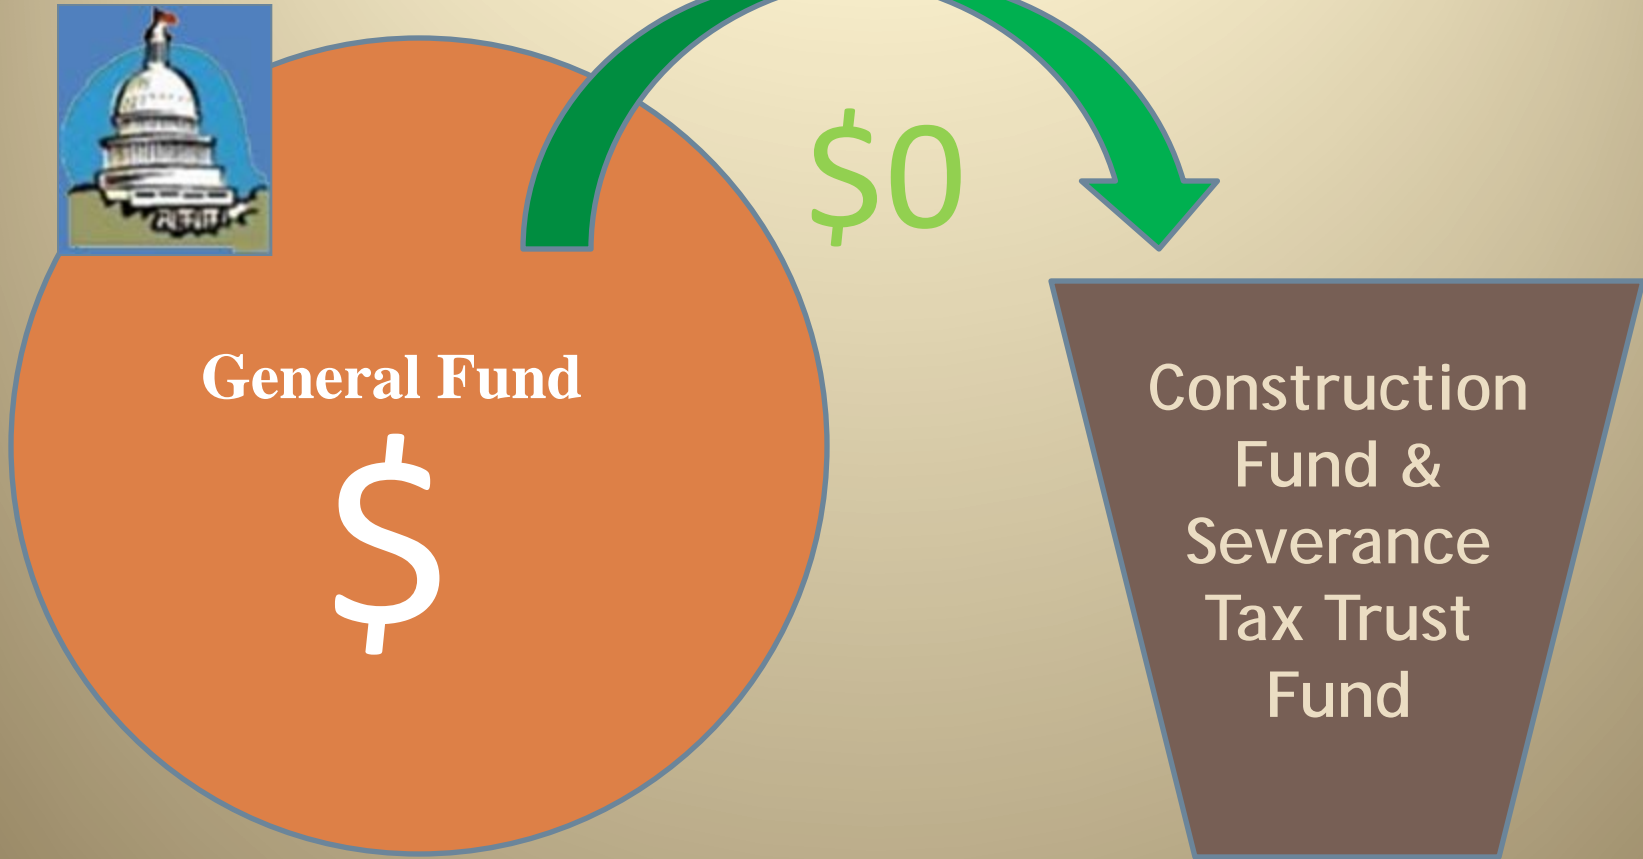 $0
General Fund
$
Construction
Fund &
Severance
Tax Trust
Fund